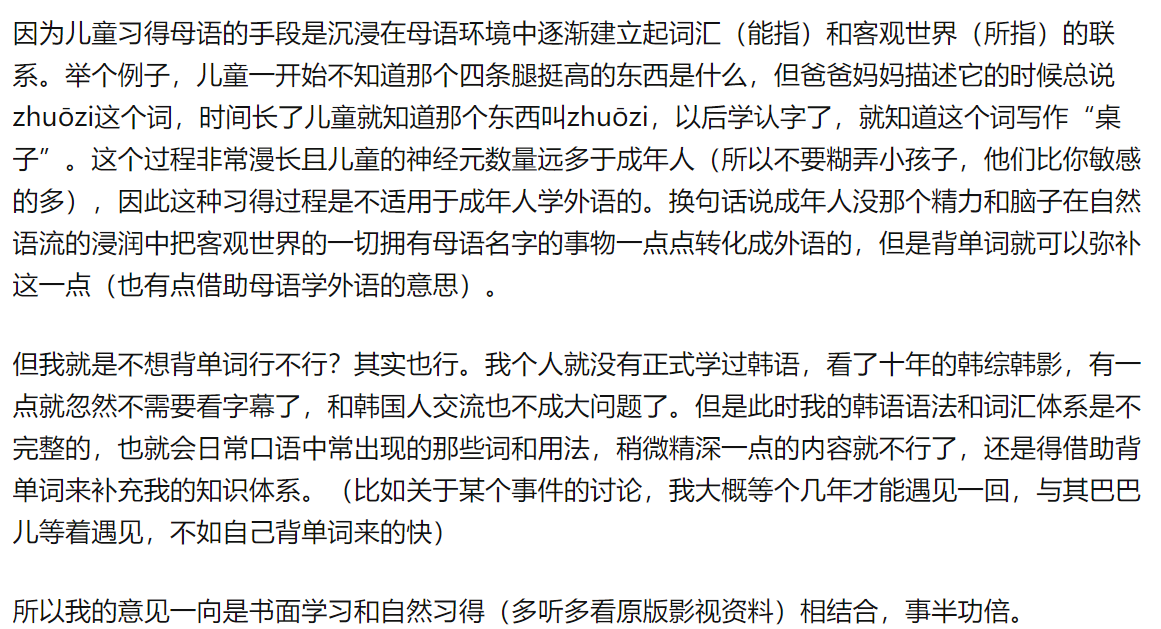 因为儿童习得母语的手段是沉浸在母语环境中逐渐建立起词汇（能指）和客观世界（所指）的联
系。举个例子，儿童一开始不知道那个四条腿挺高的东西是什么，但爸爸妈妈描述它的时候总说
zhuōzi这个词，时间长了儿童就知道那个东西叫zhuōzi，以后学认字了，就知道这个词写作“桌
子”。这个过程非常漫长且儿童的神经元数量远多于成年人（所以不要糊弄小孩子，他们比你敏感
的多），因此这种习得过程是不适用于成年人学外语的。换句话说成年人没那个精力和脑子在自然
语流的浸润中把客观世界的一切拥有母语名字的事物一点点转化成外语的，但是背单词就可以弥补
这一点（也有点借助母语学外语的意思）。
但我就是不想背单词行不行？其实也行。我个人就没有正式学过韩语，看了十年的韩综韩影，有一
点就忽然不需要看字幕了，和韩国人交流也不成大问题了。但是此时我的韩语语法和词汇体系是不
完整的，也就会日常口语中常出现的那些词和用法，稍微精深一点的内容就不行了，还是得借助背
单词来补充我的知识体系。（比如关于某个事件的讨论，我大概等个几年才能遇见一回，与其巴巴
儿等着遇见，不如自己背单词来的快）
所以我的意见一向是书面学习和自然习得（多听多看原版影视资料）相结合，事半功倍。